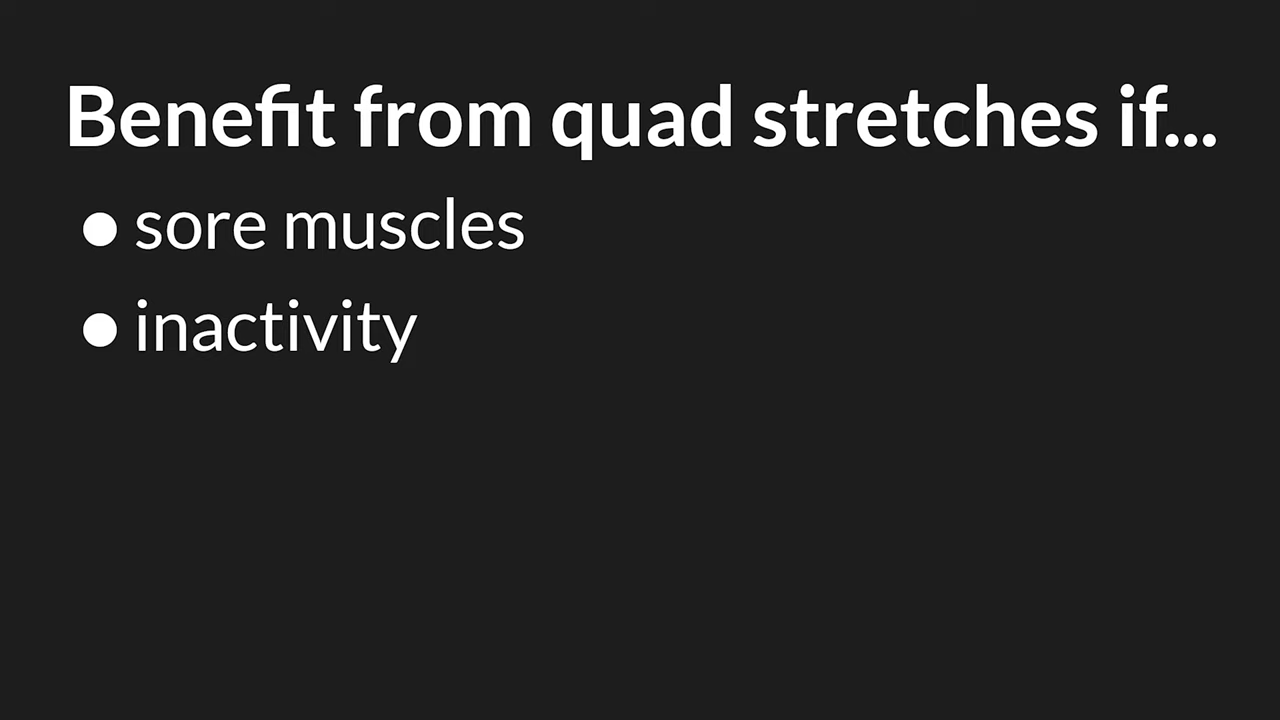 Benefit from quad stretches if...
● sore muscles
● inactivity